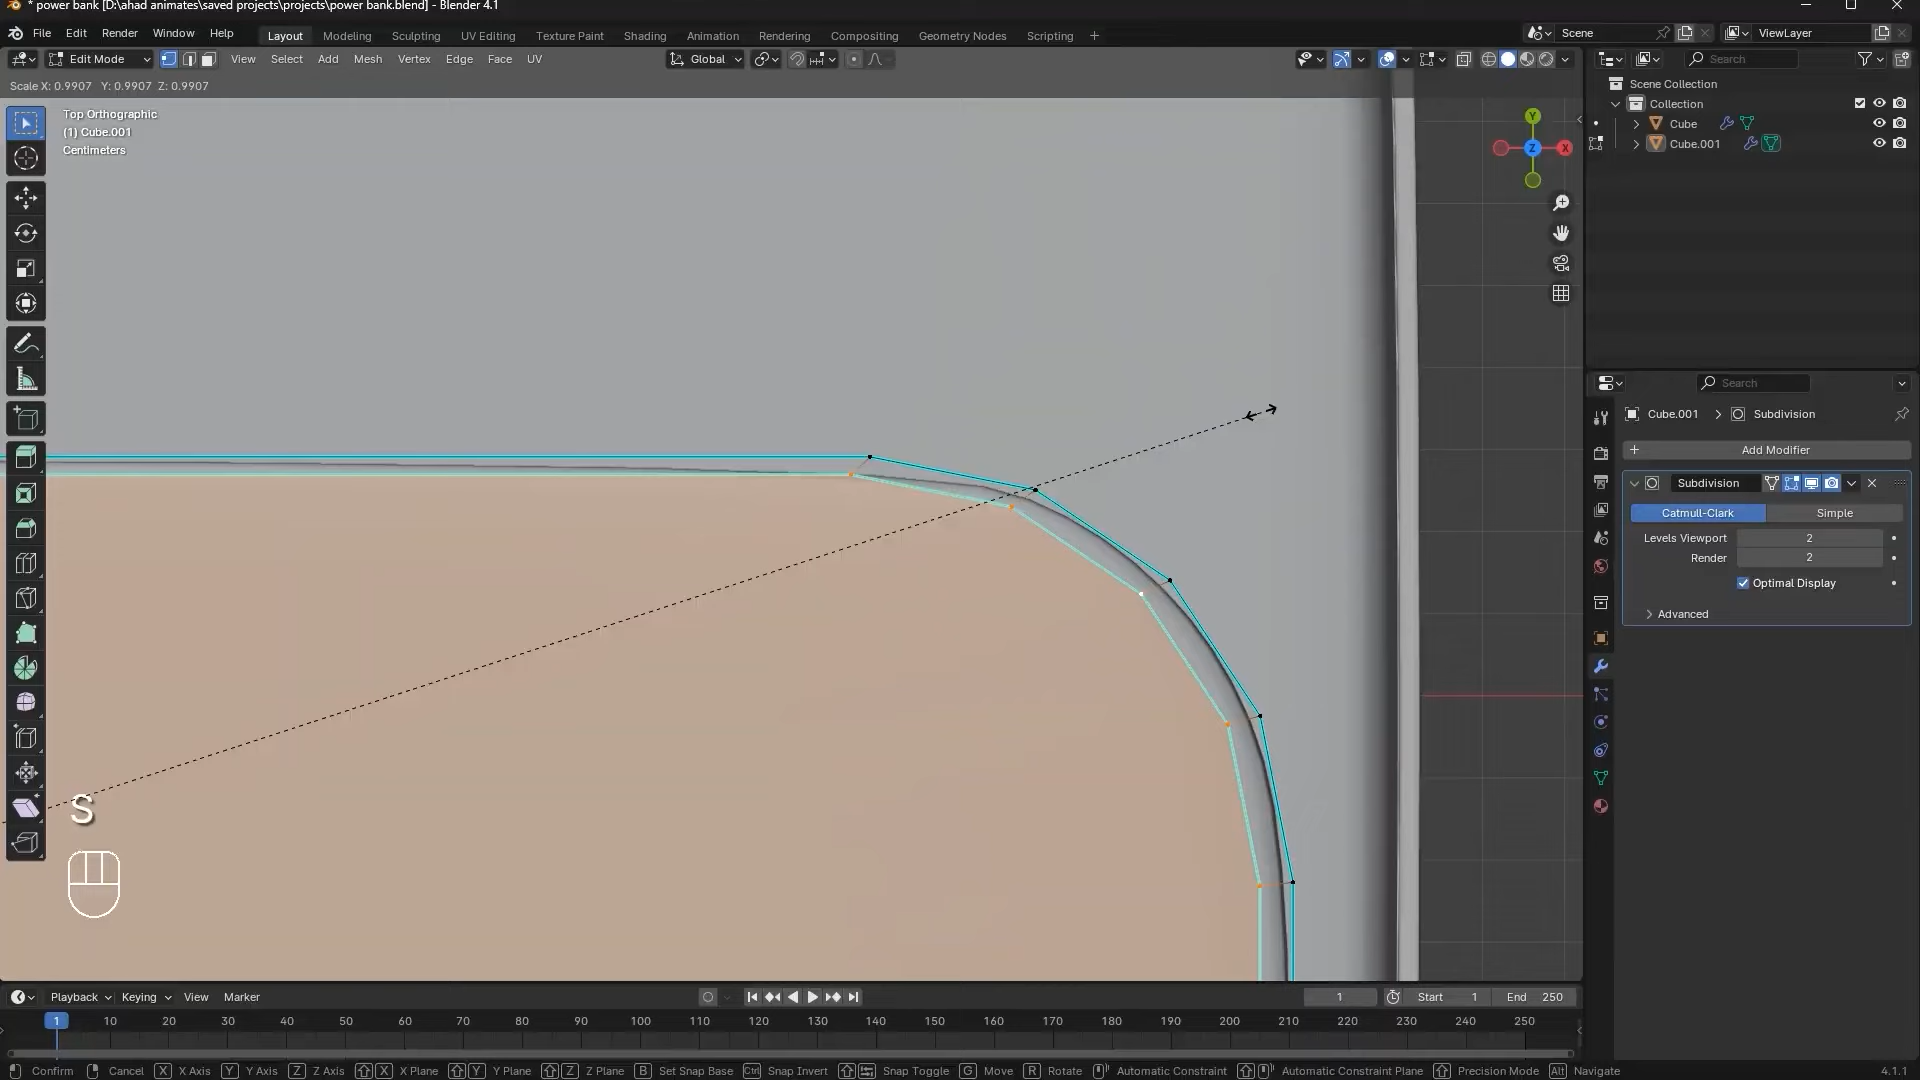 * power bank [D:\ahad animates\saved projects\projects\power bank.blend] - Blender 4.1
File Edit Render Window Help Layout Modeling Sculpting UV Editing Texture Paint Shading Animation Rendering Compositing Geometry Nodes Scripting + Scene ViewLayer
Edit Mode View Select Add Mesh Vertex Edge Face UV Global Search
Scale X: 0.9907 Y: 0.9907 Z: 0.9907
Scene Collection
Collection
Top Orthographic
(1) Cube.001
Centimeters
Cube
Cube.001
Y
Z
X
Search
Cube.001 > Subdivision
+ Add Modifier
Subdivision
Catmull-Clark Simple
Levels Viewport 2
Render 2
Optimal Display
Advanced
S
Playback Keying View Marker 1 Start 1 End 250
1 10 20 30 40 50 60 70 80 90 100 110 120 130 140 150 160 170 180 190 200 210 220 230 240 250
Confirm Cancel X X Axis Y Y Axis Z Z Axis X X Plane Y Y Plane Z Z Plane B Set Snap Base Ctrl Snap Invert Snap Toggle G Move R Rotate Automatic Constraint Automatic Constraint Plane Precision Mode Alt Navigate 4.1.1